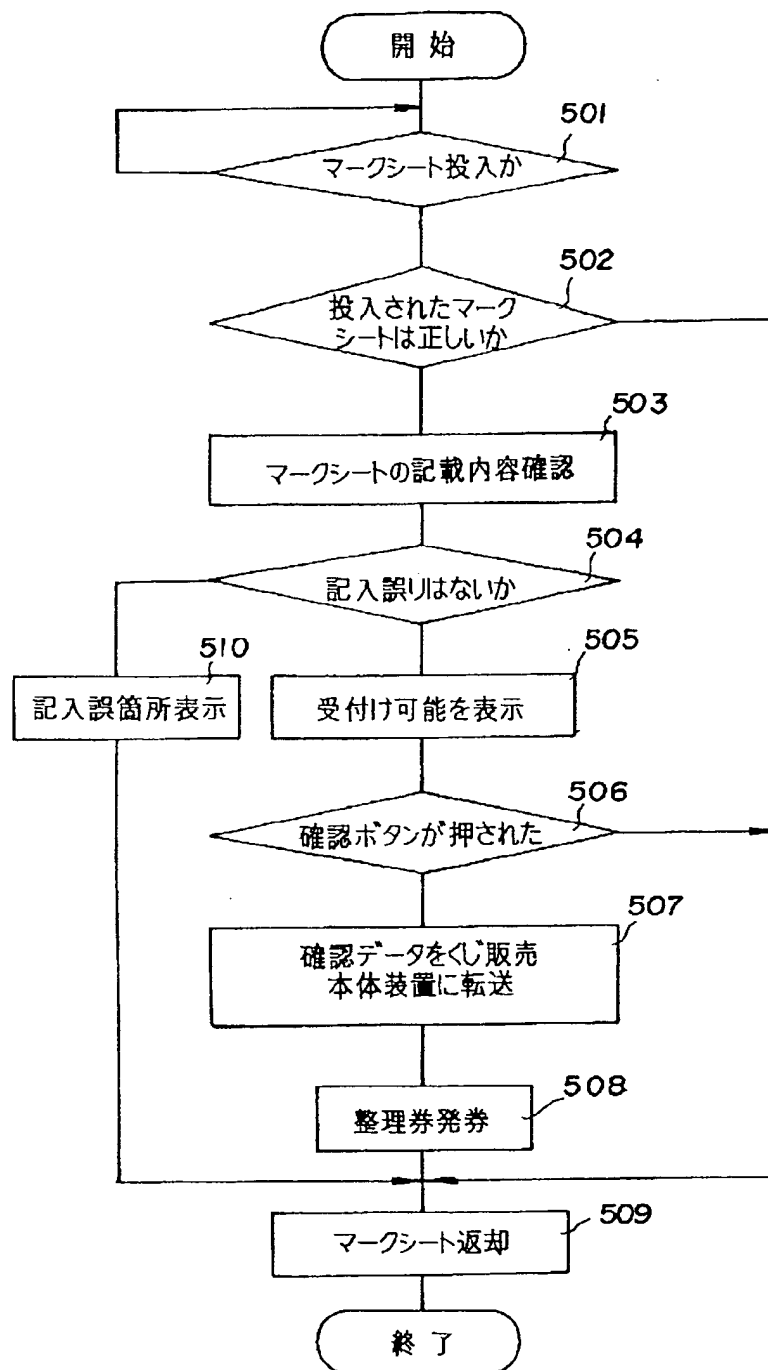 開始
501
マークシート投入か
502
投入されたマーク
シートは正しいか
503
マークシートの記載内容確認
504
記入誤りはないか
510
記入誤箇所表示
505
受付け可能を表示
506
確認ボタンが押された
507
確認データをくじ販売
本体装置に転送
508
整理券発券
509
マークシート返却
終了